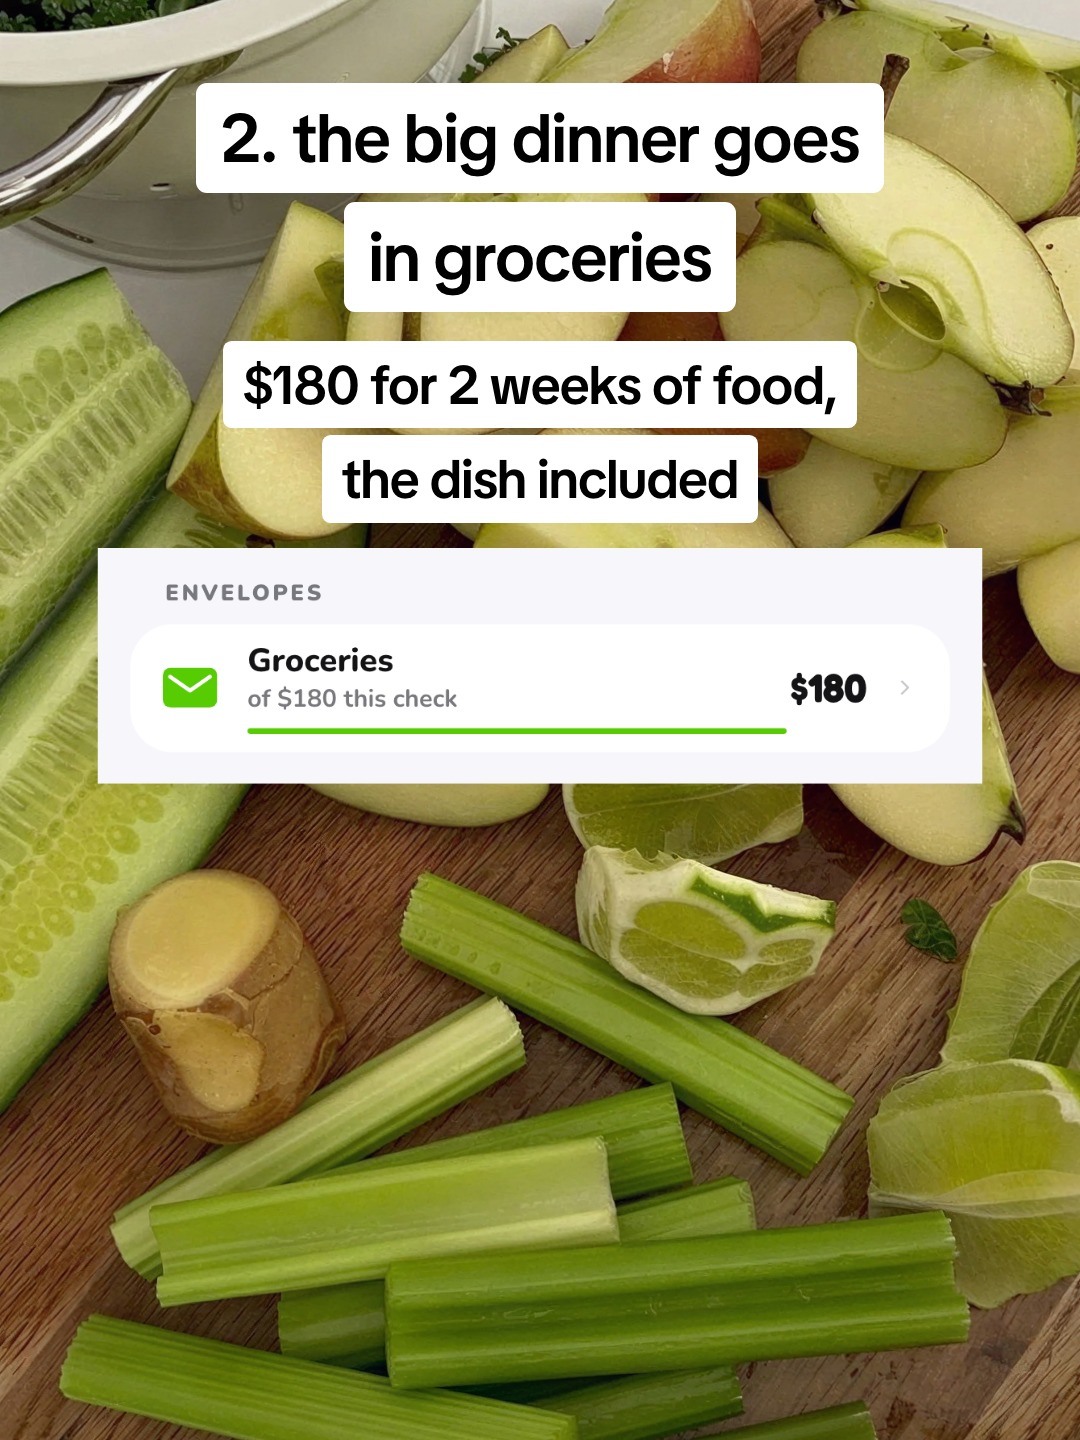 2. the big dinner goes
in groceries
$180 for 2 weeks of food,
the dish included
ENVELOPES
Groceries
of $180 this check
$180